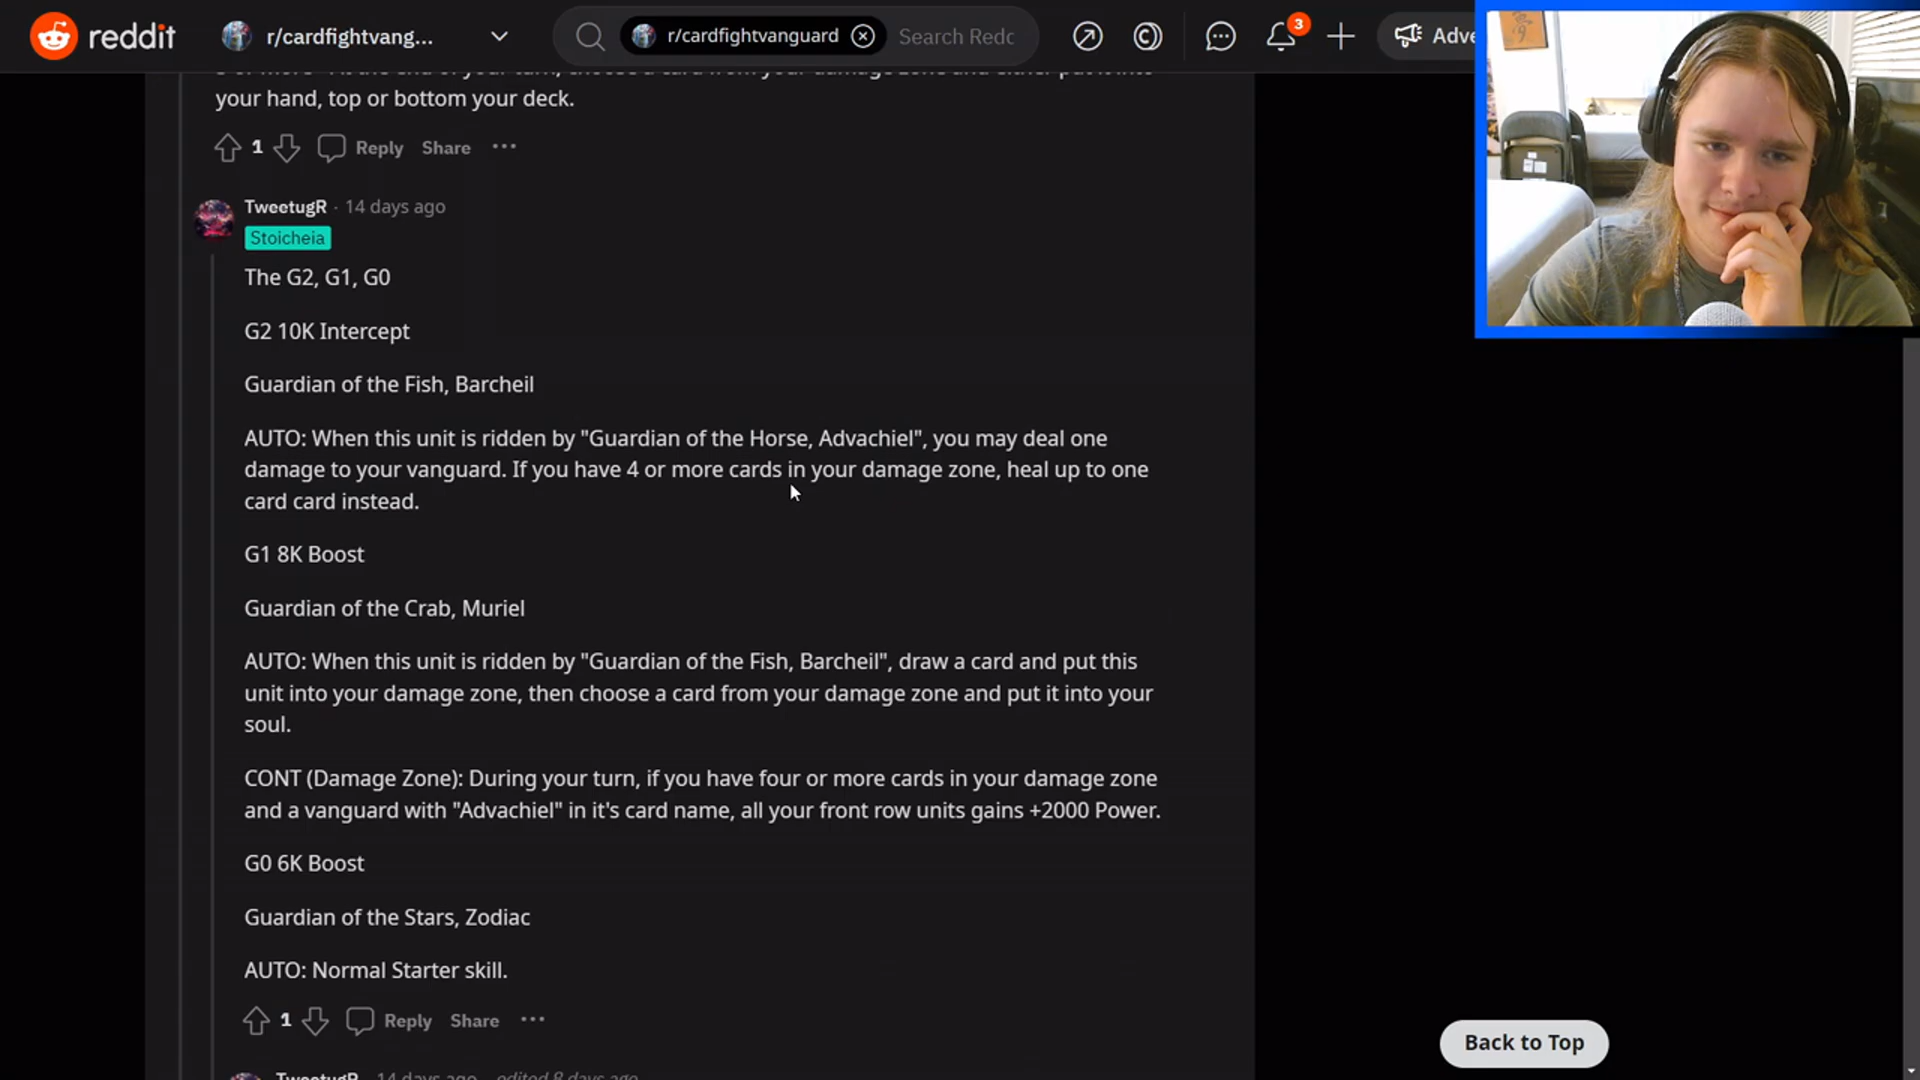 reddit
r/cardfightvang...
r/cardfightvanguard
Search Redc
3
Adve
your hand, top or bottom your deck.
1 Reply Share ...
TweetugR · 14 days ago
Stoicheia
The G2, G1, G0
G2 10K Intercept
Guardian of the Fish, Barcheil
AUTO: When this unit is ridden by "Guardian of the Horse, Advachiel", you may deal one
damage to your vanguard. If you have 4 or more cards in your damage zone, heal up to one
card card instead.
G1 8K Boost
Guardian of the Crab, Muriel
AUTO: When this unit is ridden by "Guardian of the Fish, Barcheil", draw a card and put this
unit into your damage zone, then choose a card from your damage zone and put it into your
soul.
CONT (Damage Zone): During your turn, if you have four or more cards in your damage zone
and a vanguard with "Advachiel" in it's card name, all your front row units gains +2000 Power.
G0 6K Boost
Guardian of the Stars, Zodiac
AUTO: Normal Starter skill.
1 Reply Share ...
TweetugR · 14 days ago · edited 8 days ago
Back to Top